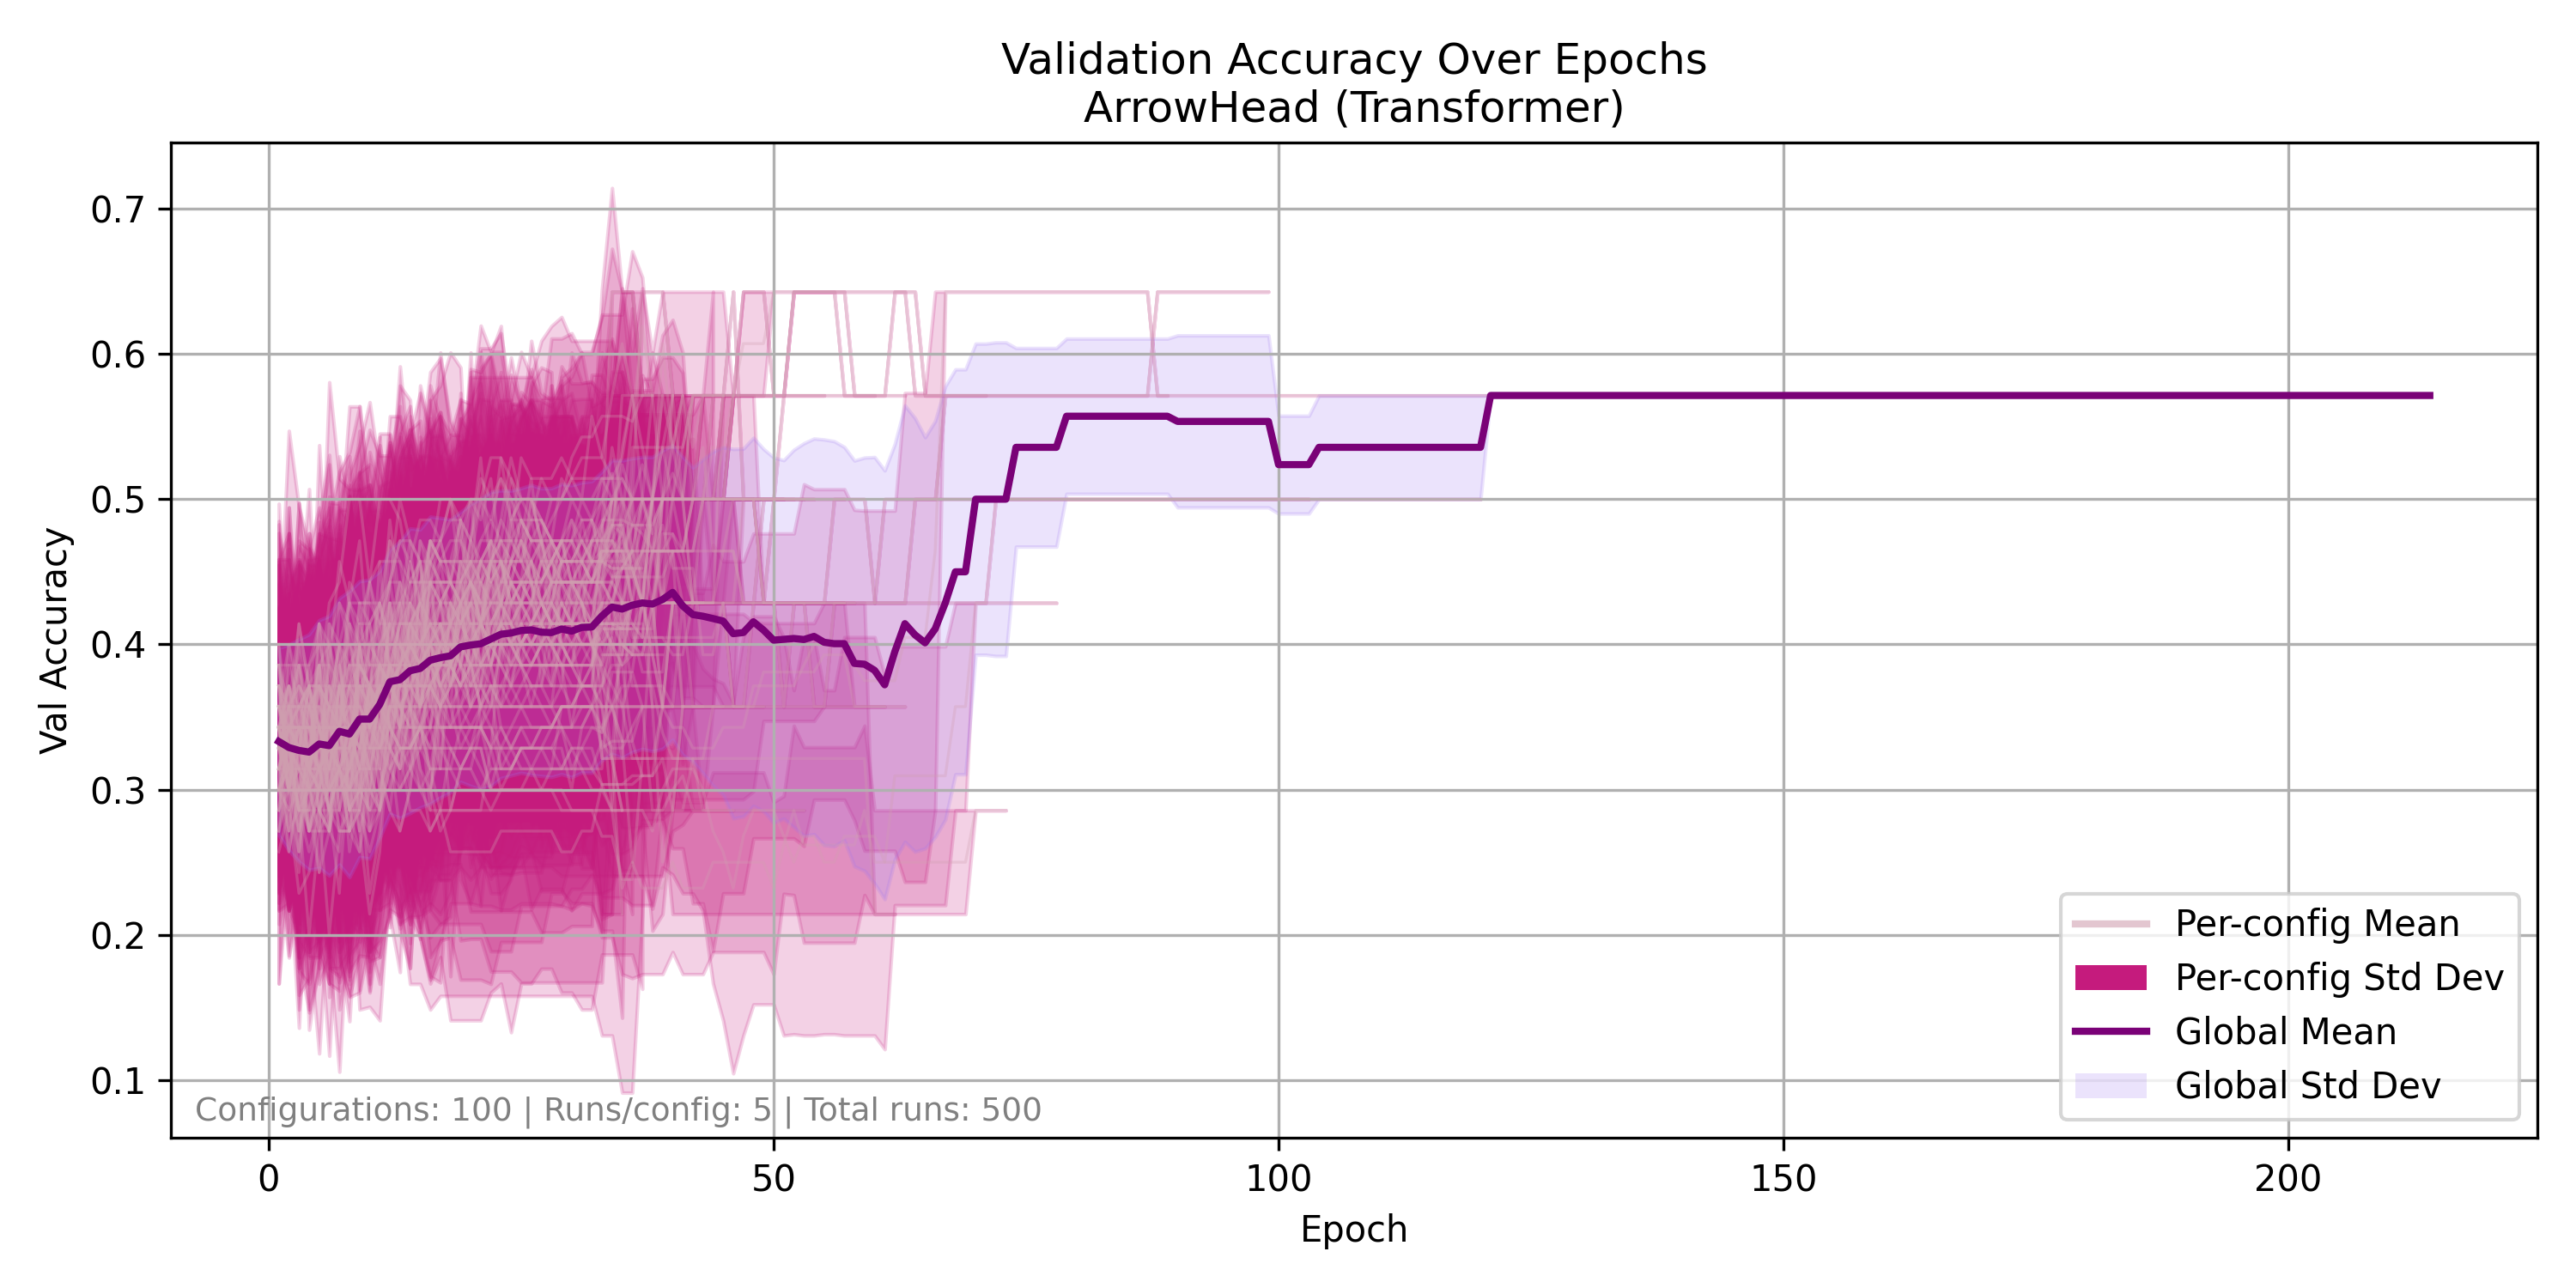 Validation Accuracy Over Epochs
ArrowHead (Transformer)
Val Accuracy
0.7
0.6
0.5
0.4
0.3
0.2
0.1
Configurations: 100 | Runs/config: 5 | Total runs: 500
Per-config Mean
Per-config Std Dev
Global Mean
Global Std Dev
0 50 100 150 200
Epoch